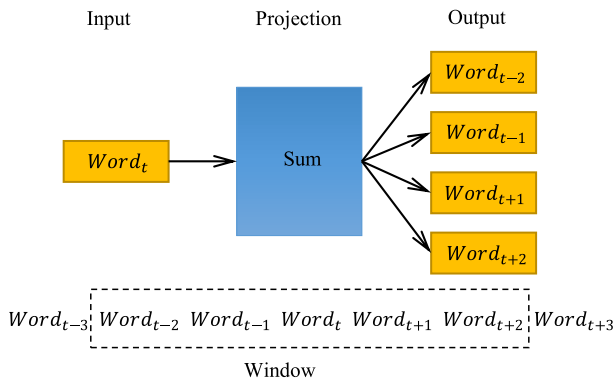 Input Projection Output
Word_{t-2}
Word_{t-1}
Word_t Sum
Word_{t+1}
Word_{t+2}
Word_{t-3} Word_{t-2} Word_{t-1} Word_t Word_{t+1} Word_{t+2} Word_{t+3}
Window